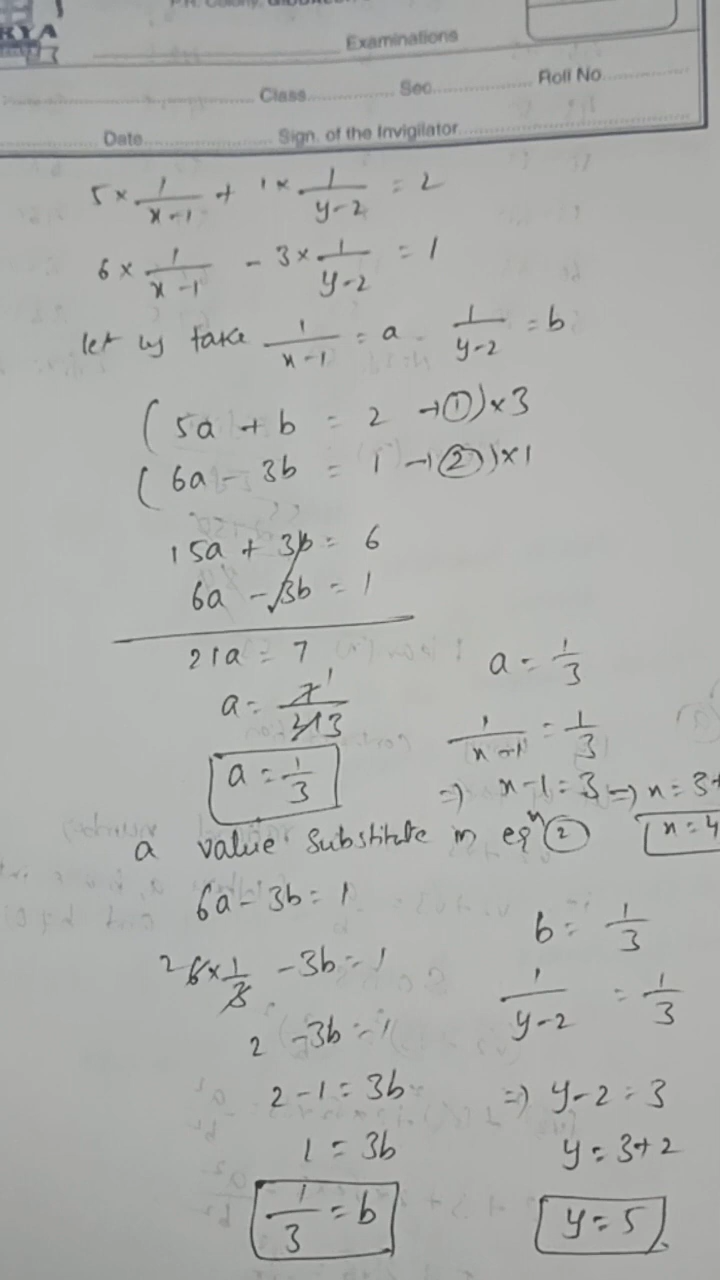 KYA
Examinations
Class Sec Roll No
Date Sign. of the Invigilator
5 × 1/(x-1) + 1 × 1/(y-2) = 2
6 × 1/(x-1) - 3 × 1/(y-2) = 1
let us take 1/(x-1) = a 1/(y-2) = b
(5a + b = 2 → ①) × 3
(6a - 3b = 1 → ②) × 1
15a + 3b = 6
6a - 3b = 1
21a = 7
a = 7 1/21 3
a = 1/3
a = 1/3
1/(x-1) = 1/3
=) x-1 = 3 =) x = 3+
x = 4
a value substitute in eqn ②
6a - 3b = 1
2 6 × 1/3 - 3b = 1
2 - 3b = 1
2 - 1 = 3b
1 = 3b
1/3 = b
b = 1/3
1/(y-2) = 1/3
=) y-2 = 3
y = 3+2
y = 5